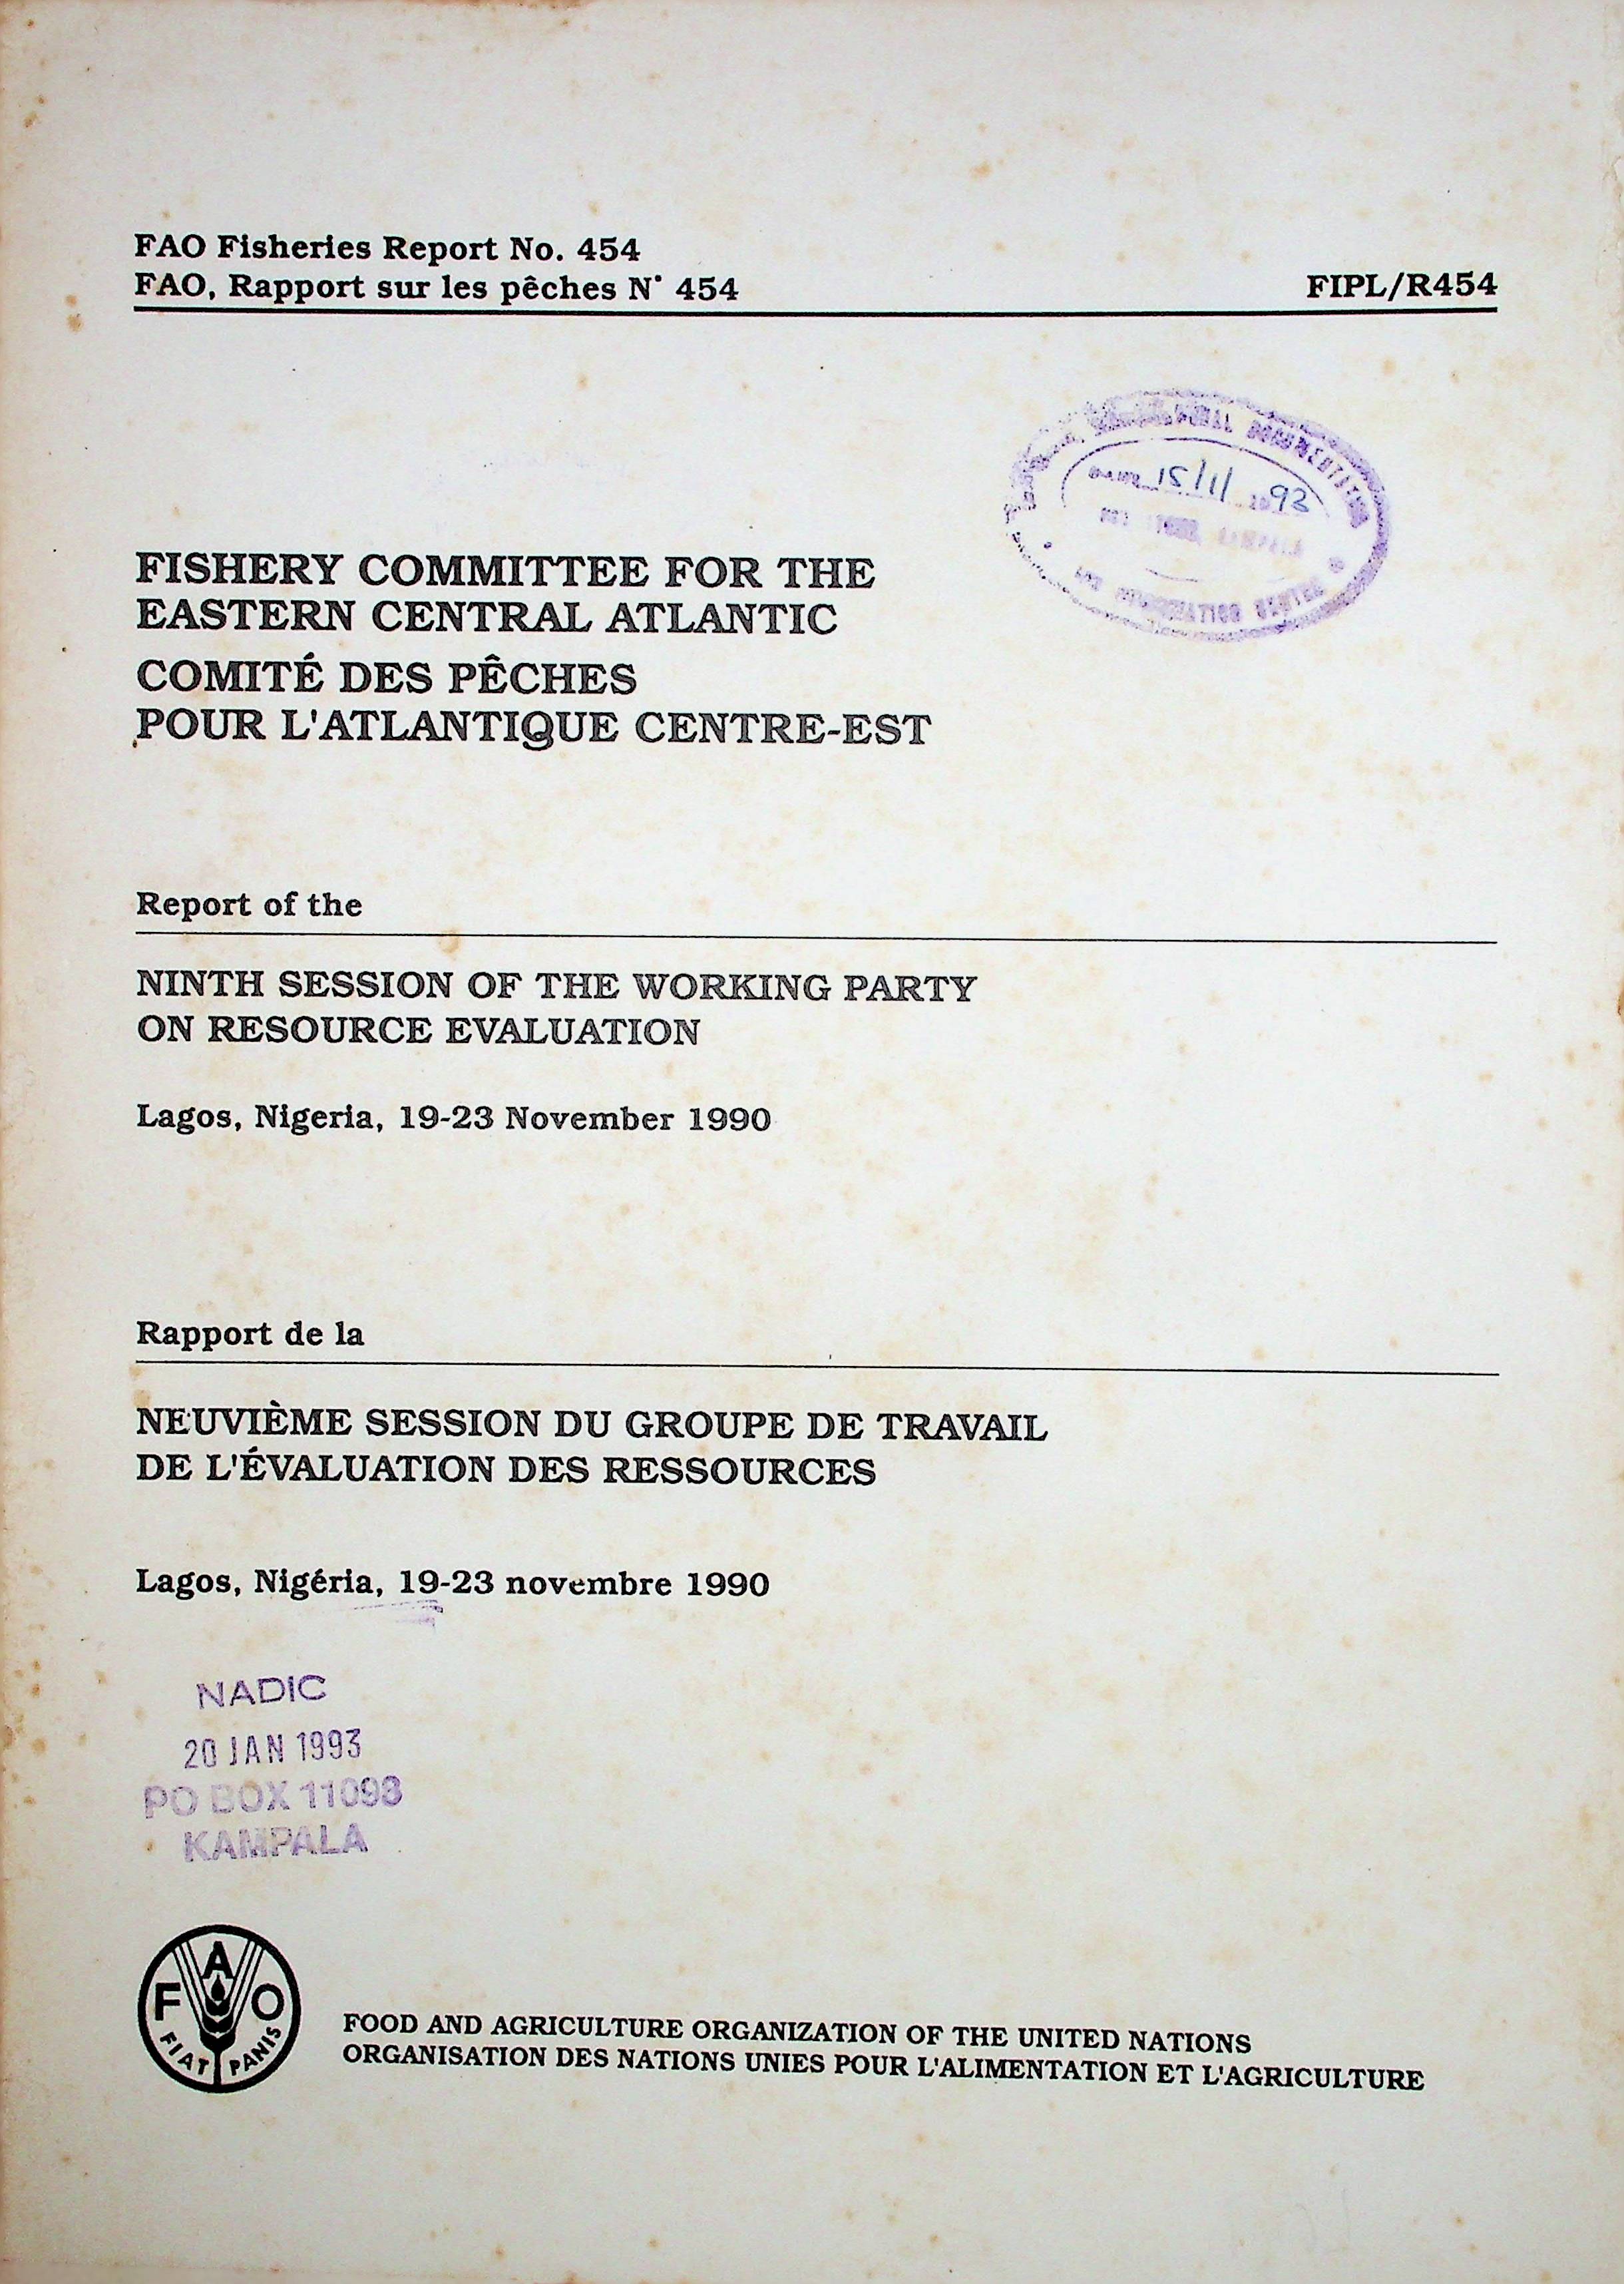 FAO Fisheries Report No. 454
FAO, Rapport sur les pêches N° 454
FIPL/R454
15/1/ 93
FISHERY COMMITTEE FOR THE
EASTERN CENTRAL ATLANTIC
COMITÉ DES PÊCHES
POUR L'ATLANTIQUE CENTRE-EST
Report of the
NINTH SESSION OF THE WORKING PARTY
ON RESOURCE EVALUATION
Lagos, Nigeria, 19-23 November 1990
Rapport de la
NEUVIÈME SESSION DU GROUPE DE TRAVAIL
DE L'ÉVALUATION DES RESSOURCES
Lagos, Nigéria, 19-23 novembre 1990
NADIC
20 JAN 1993
PO BOX 11098
KAMPALA
FAO
FIAT PANIS
FOOD AND AGRICULTURE ORGANIZATION OF THE UNITED NATIONS
ORGANISATION DES NATIONS UNIES POUR L'ALIMENTATION ET L'AGRICULTURE